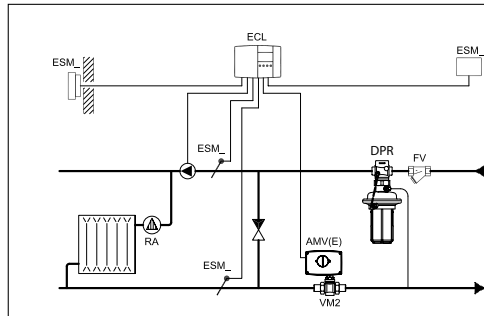 ECL
ESM_
ESM_
ESM_
DPR
FV
RA
AMV(E)
ESM_
VM2